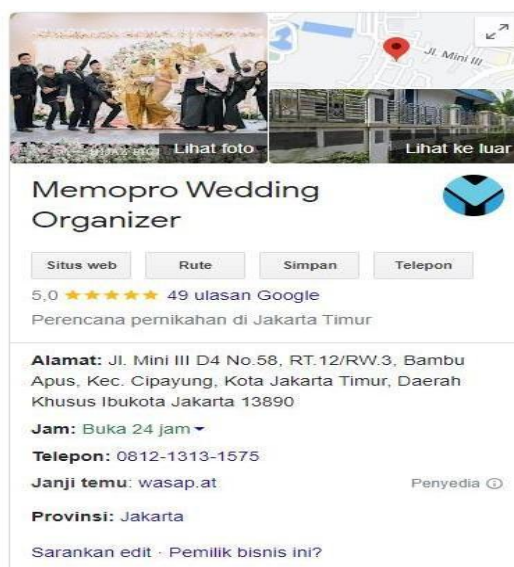 Jl. Mini III
Lihat foto
Lihat ke luar
Memopro Wedding
Organizer
Situs web
Rute
Simpan
Telepon
5,0 ★★★★★ 49 ulasan Google
Perencana pernikahan di Jakarta Timur
Alamat: Jl. Mini III D4 No.58, RT.12/RW.3, Bambu
Apus, Kec. Cipayung, Kota Jakarta Timur, Daerah
Khusus Ibukota Jakarta 13890
Jam: Buka 24 jam
Telepon: 0812-1313-1575
Janji temu: wasap.at
Penyedia
Provinsi: Jakarta
Sarankan edit · Pemilik bisnis ini?